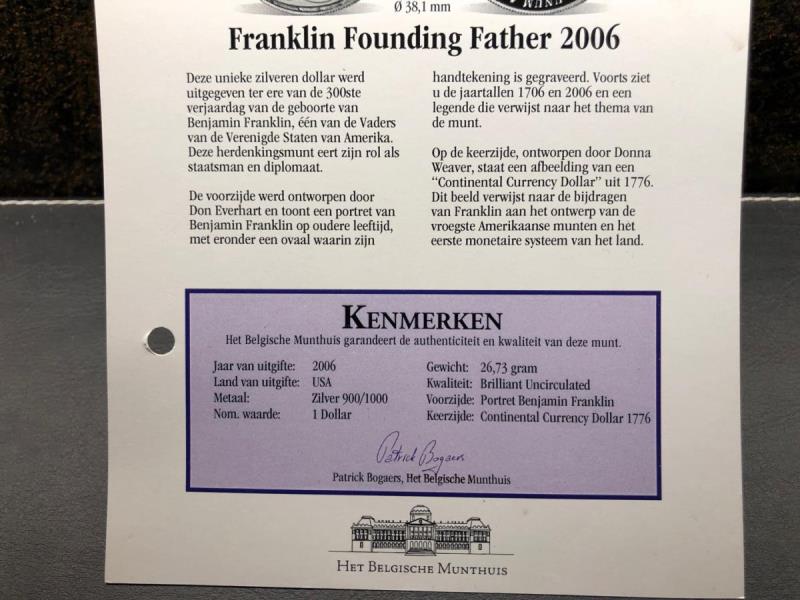 Ø 38,1 mm
Franklin Founding Father 2006
Deze unieke zilveren dollar werd
uitgegeven ter ere van de 300ste
verjaardag van de geboorte van
Benjamin Franklin, één van de Vaders
van de Verenigde Staten van Amerika.
Deze herdenkingsmunt eert zijn rol als
staatsman en diplomaat.
De voorzijde werd ontworpen door
Don Everhart en toont een portret van
Benjamin Franklin op oudere leeftijd,
met eronder een ovaal waarin zijn
handtekening is gegraveerd. Voorts ziet
u de jaartallen 1706 en 2006 en een
legende die verwijst naar het thema van
de munt.
Op de keerzijde, ontworpen door Donna
Weaver, staat een afbeelding van een
“Continental Currency Dollar” uit 1776.
Dit beeld verwijst naar de bijdragen
van Franklin aan het ontwerp van de
vroegste Amerikaanse munten en het
eerste monetaire systeem van het land.
KENMERKEN
Het Belgische Munthuis garandeert de authenticiteit en kwaliteit van deze munt.
Jaar van uitgifte: 2006
Land van uitgifte: USA
Metaal: Zilver 900/1000
Nom. waarde: 1 Dollar
Gewicht: 26,73 gram
Kwaliteit: Brilliant Uncirculated
Voorzijde: Portret Benjamin Franklin
Keerzijde: Continental Currency Dollar 1776
Patrick Bogaers
Patrick Bogaers, Het Belgische Munthuis
HET BELGISCHE MUNTHUIS